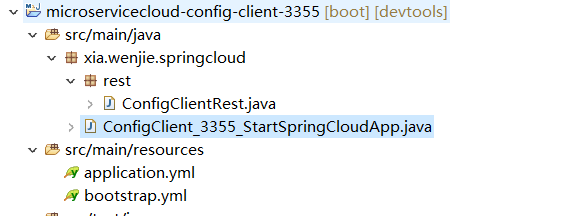 microservicecloud-config-client-3355 [boot] [devtools]
src/main/java
xia.wenjie.springcloud
rest
ConfigClientRest.java
ConfigClient_3355_StartSpringCloudApp.java
src/main/resources
application.yml
bootstrap.yml